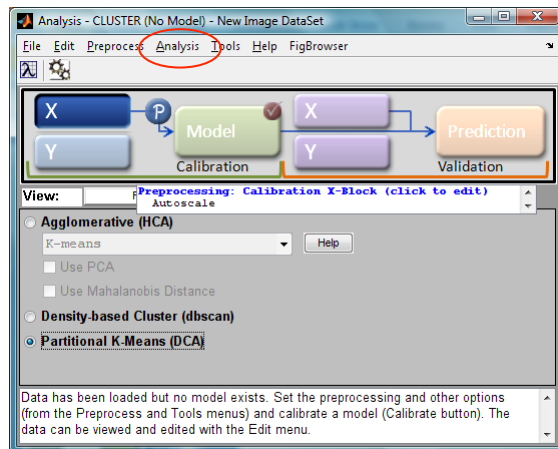 Analysis - CLUSTER (No Model) - New Image DataSet
File Edit Preprocess Analysis Tools Help FigBrowser
X P X
Model Prediction
Y Y
Calibration Validation
View:
Preprocessing: Calibration X-Block (click to edit)
Autoscale
Agglomerative (HCA)
K-means Help
Use PCA
Use Mahalanobis Distance
Density-based Cluster (dbscan)
Partitional K-Means (DCA)
Data has been loaded but no model exists. Set the preprocessing and other options
(from the Preprocess and Tools menus) and calibrate a model (Calibrate button). The
data can be viewed and edited with the Edit menu.